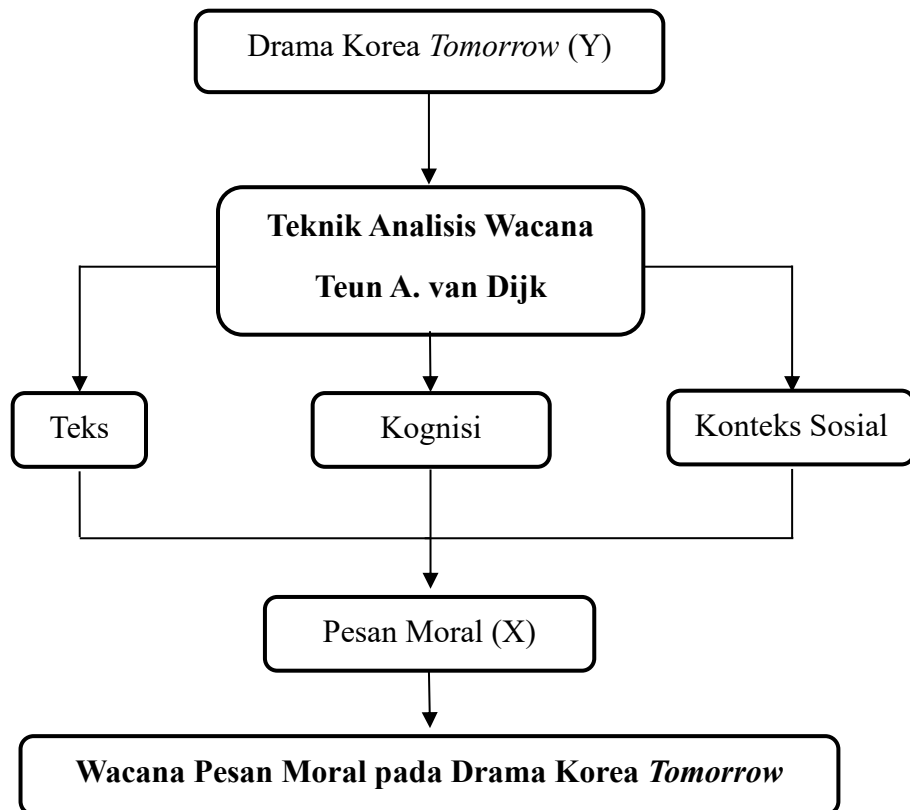 Drama Korea Tomorrow (Y)
Teknik Analisis Wacana
Teun A. van Dijk
Teks
Kognisi
Konteks Sosial
Pesan Moral (X)
Wacana Pesan Moral pada Drama Korea Tomorrow